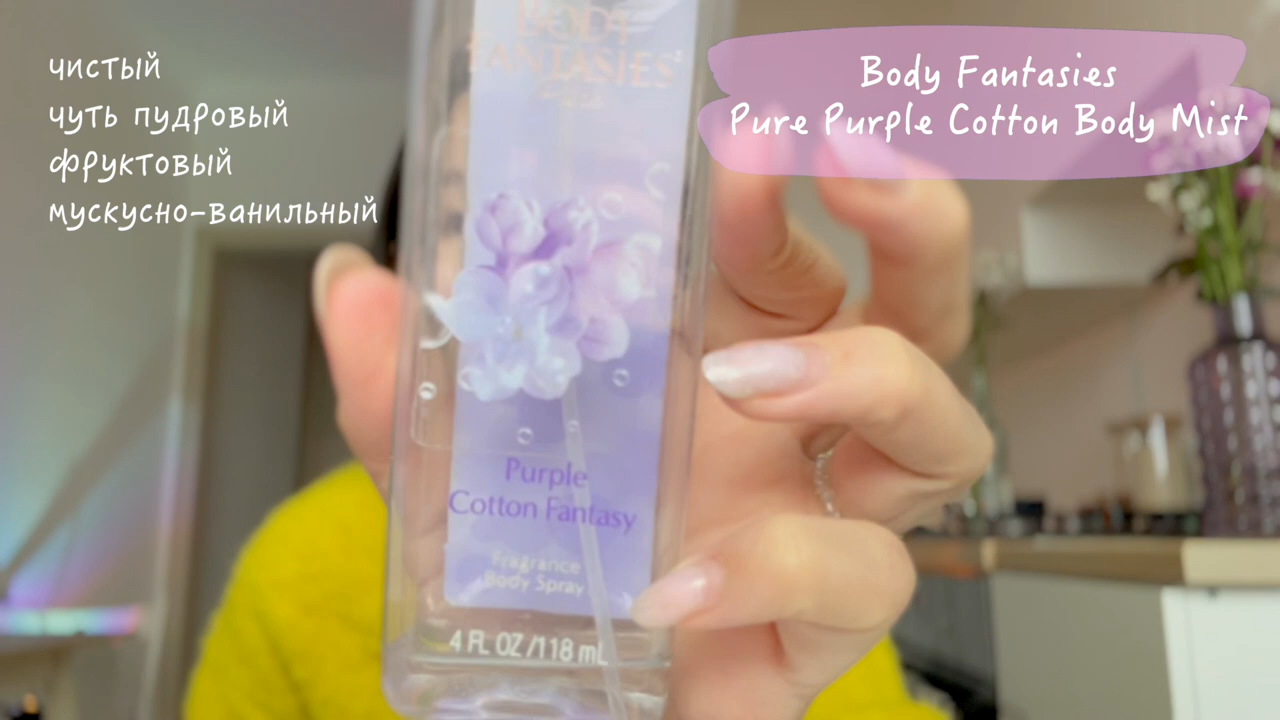 чистый
чуть пудровый
фруктовый
мускусно-ванильный
Body Fantasies
Pure Purple Cotton Body Mist
BODY
FANTASIES
Purple
Cotton Fantasy
Fragrance
Body Spray
4 FL OZ/118 mL